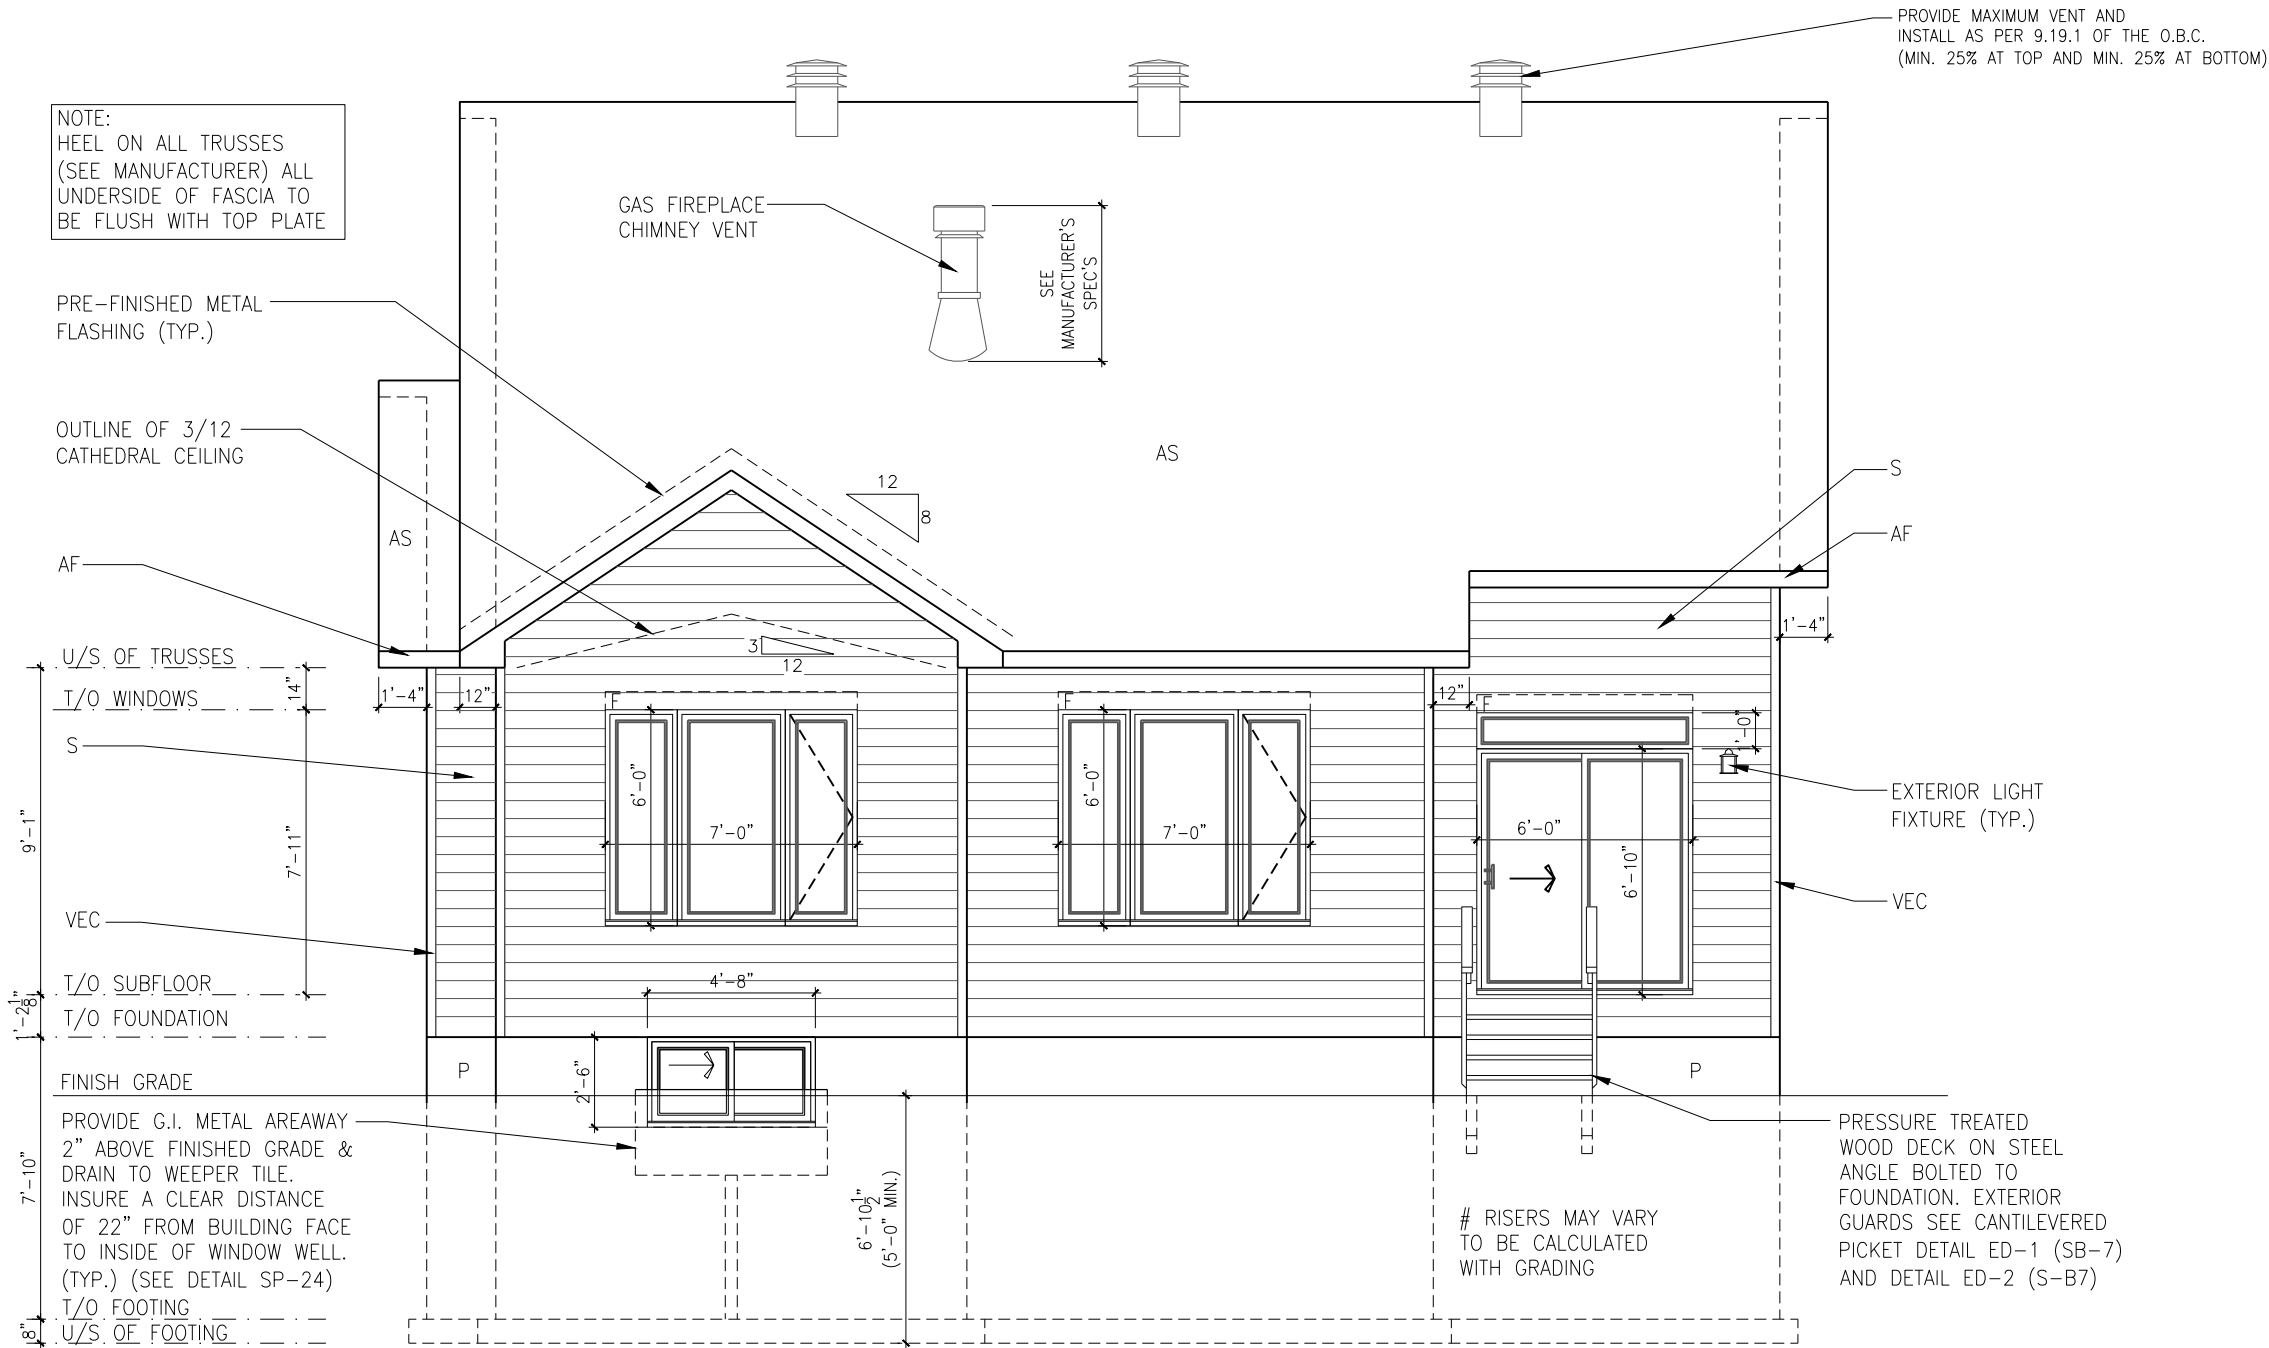 PROVIDE MAXIMUM VENT AND
INSTALL AS PER 9.19.1 OF THE O.B.C.
(MIN. 25% AT TOP AND MIN. 25% AT BOTTOM)
NOTE:
HEEL ON ALL TRUSSES
(SEE MANUFACTURER) ALL
UNDERSIDE OF FASCIA TO
BE FLUSH WITH TOP PLATE
GAS FIREPLACE
CHIMNEY VENT
SEE
MANUFACTURER'S
SPEC'S
PRE-FINISHED METAL
FLASHING (TYP.)
OUTLINE OF 3/12
CATHEDRAL CEILING
AS
12
8
S
AS
AF
AF
3
12
1'-4"
U/S OF TRUSSES
T/O WINDOWS
14"
1'-4"
12"
12"
F
F
F
1'-0"
S
6'-0"
7'-0"
6'-0"
7'-0"
6'-0"
6'-10"
EXTERIOR LIGHT
FIXTURE (TYP.)
9'-1"
7'-11"
VEC
VEC
T/O SUBFLOOR
4'-8"
1'-2 1/8"
T/O FOUNDATION
2'-6"
P
P
FINISH GRADE
PROVIDE G.I. METAL AREAWAY
2" ABOVE FINISHED GRADE &
DRAIN TO WEEPER TILE.
INSURE A CLEAR DISTANCE
OF 22" FROM BUILDING FACE
TO INSIDE OF WINDOW WELL.
(TYP.) (SEE DETAIL SP-24)
7'-10"
6'-10 1/2"
(5'-0" MIN.)
# RISERS MAY VARY
TO BE CALCULATED
WITH GRADING
PRESSURE TREATED
WOOD DECK ON STEEL
ANGLE BOLTED TO
FOUNDATION. EXTERIOR
GUARDS SEE CANTILEVERED
PICKET DETAIL ED-1 (SB-7)
AND DETAIL ED-2 (S-B7)
T/O FOOTING
8"
U/S OF FOOTING